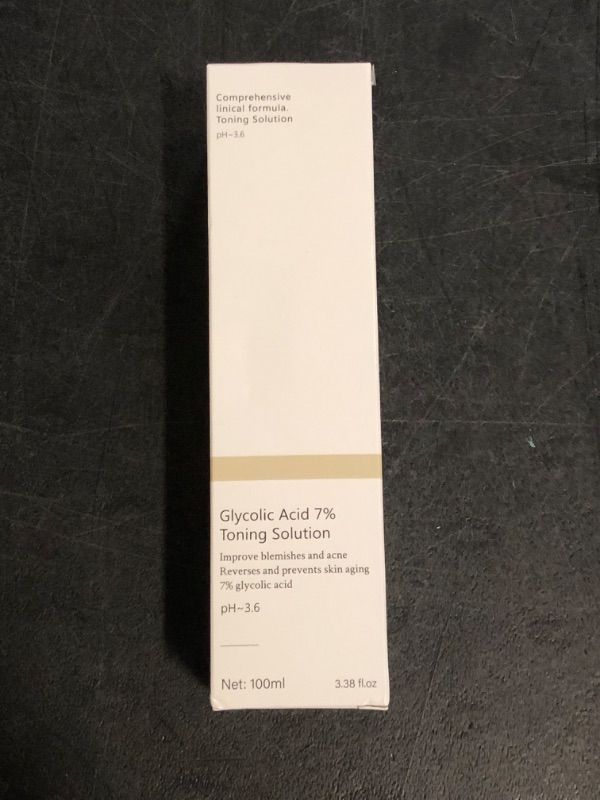 Comprehensive
linical formula.
Toning Solution
pH~3.6
Glycolic Acid 7%
Toning Solution
Improve blemishes and acne
Reverses and prevents skin aging
7% glycolic acid
pH~3.6
Net: 100ml 3.38 fl.oz